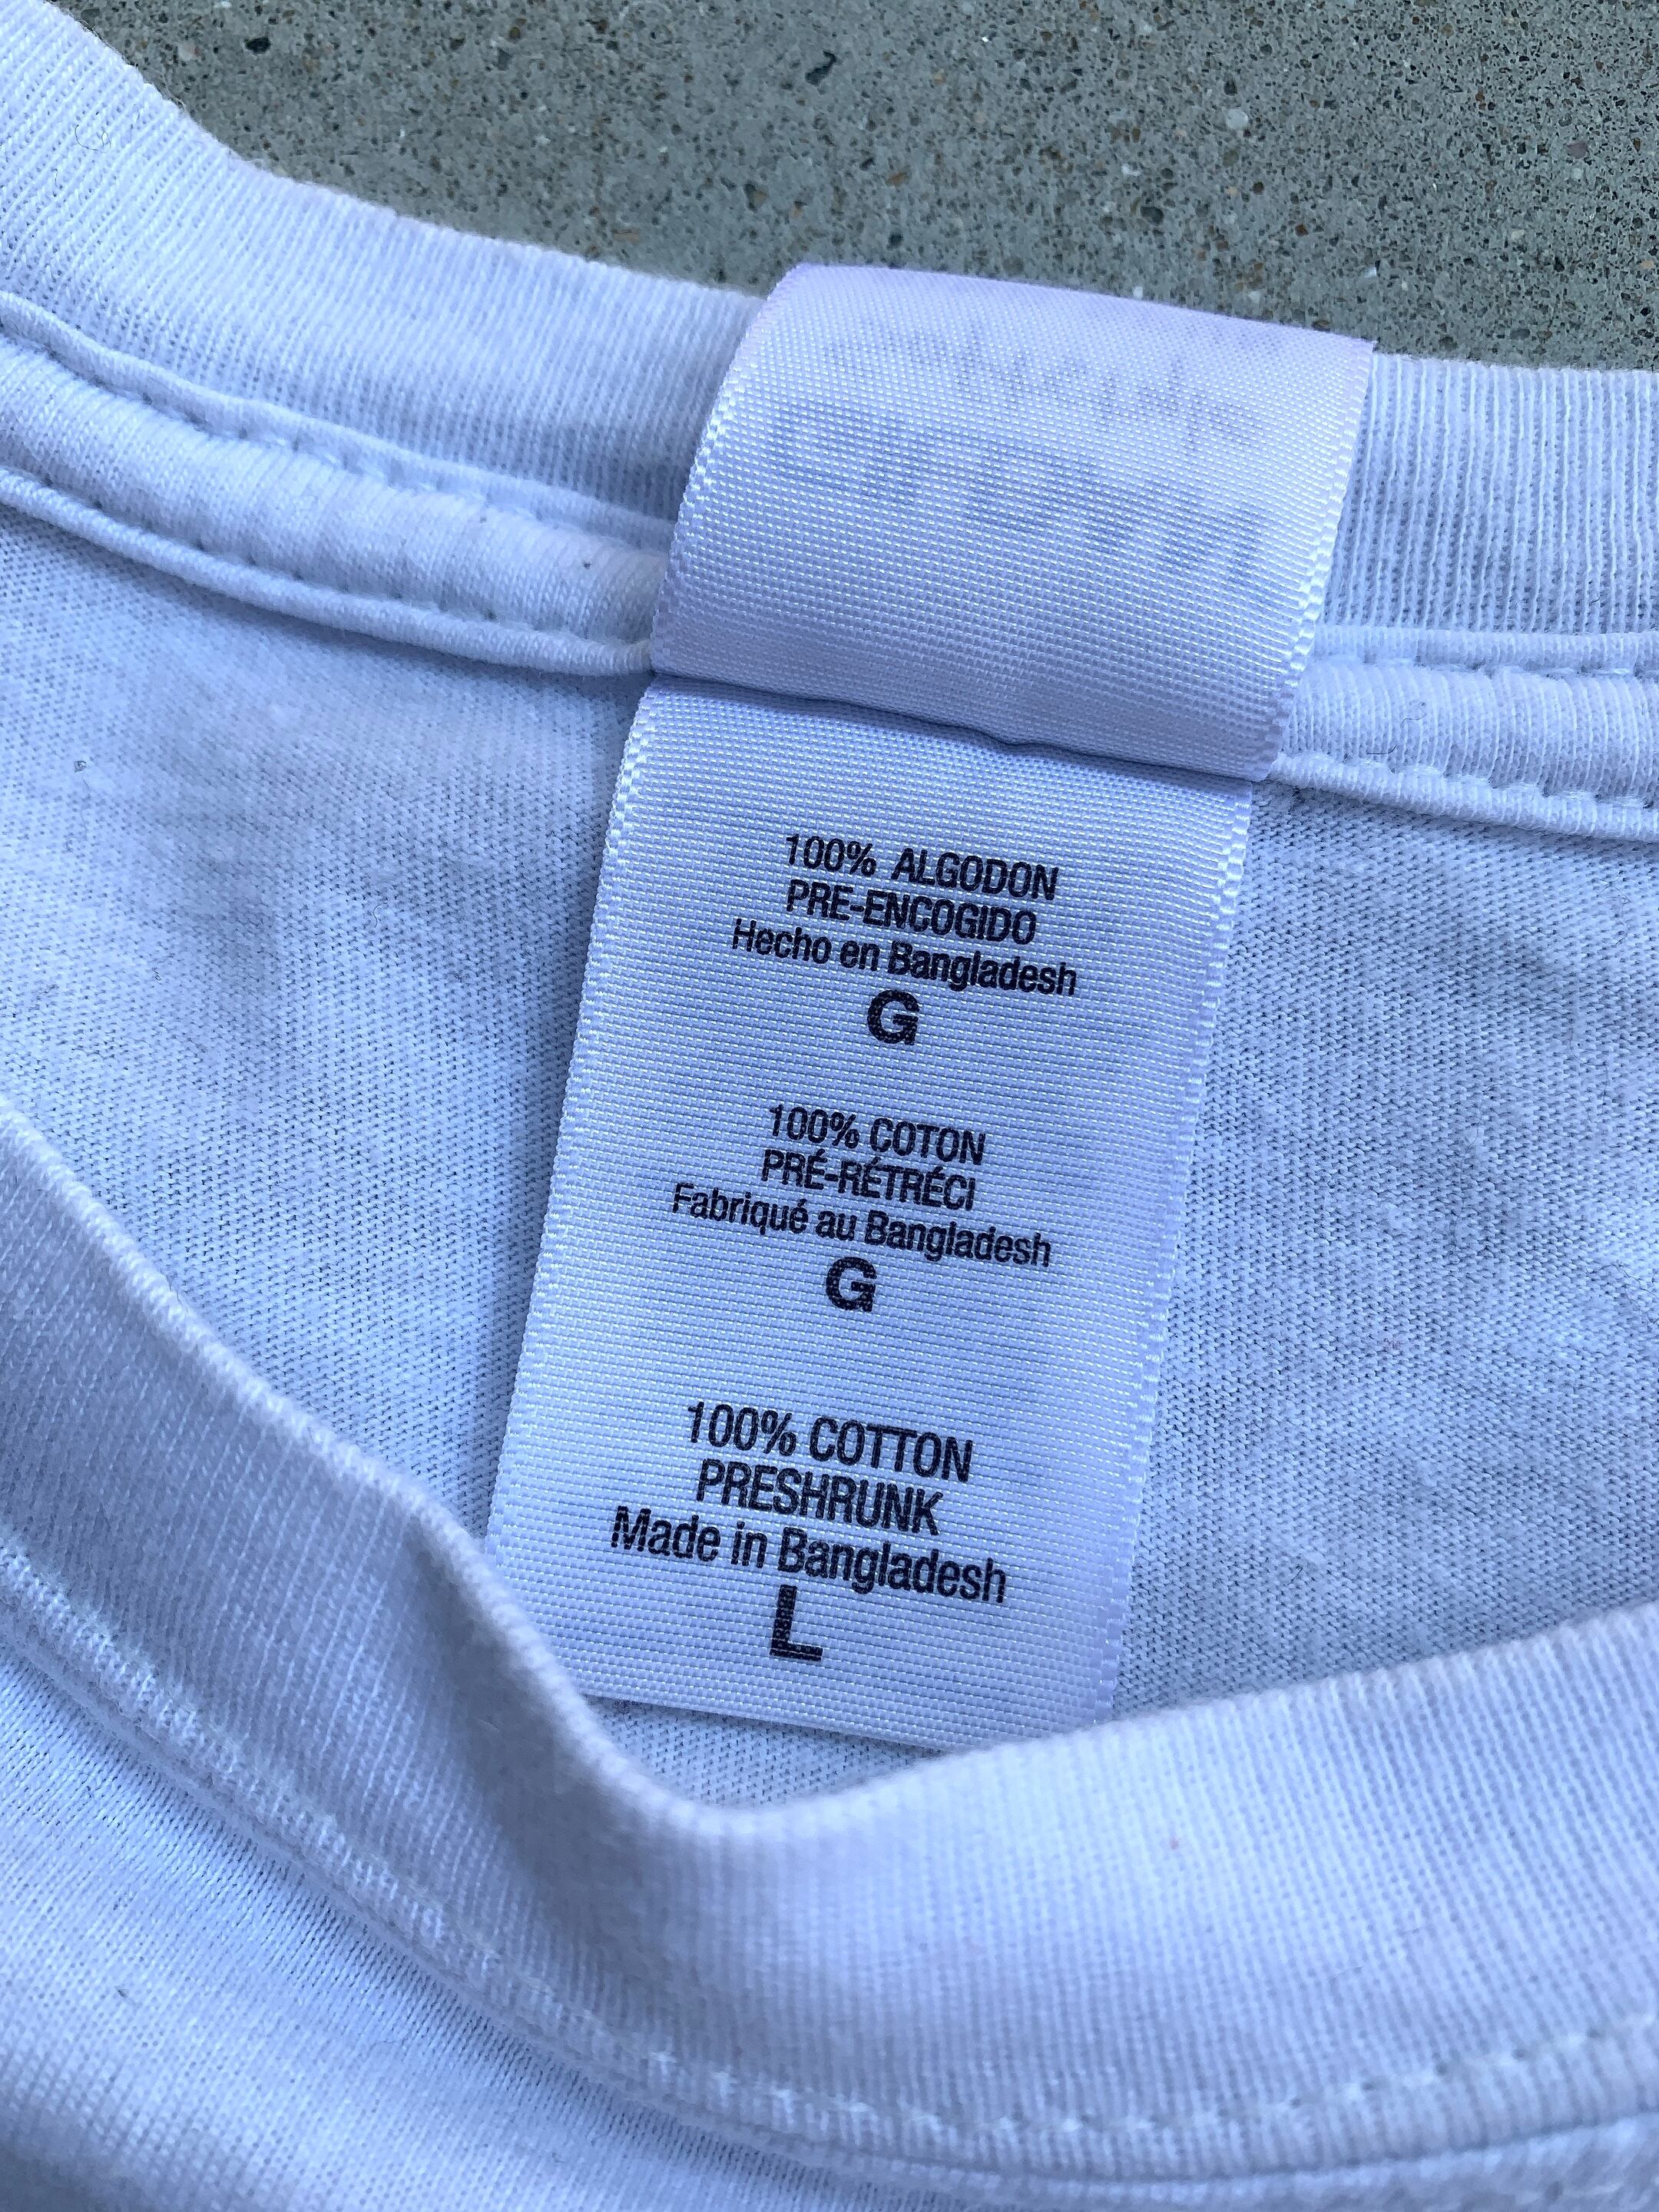 100% ALGODON
PRE-ENCOGIDO
Hecho en Bangladesh
G
100% COTON
PRÉ-RÉTRÉCI
Fabriqué au Bangladesh
G
100% COTTON
PRESHRUNK
Made in Bangladesh
L